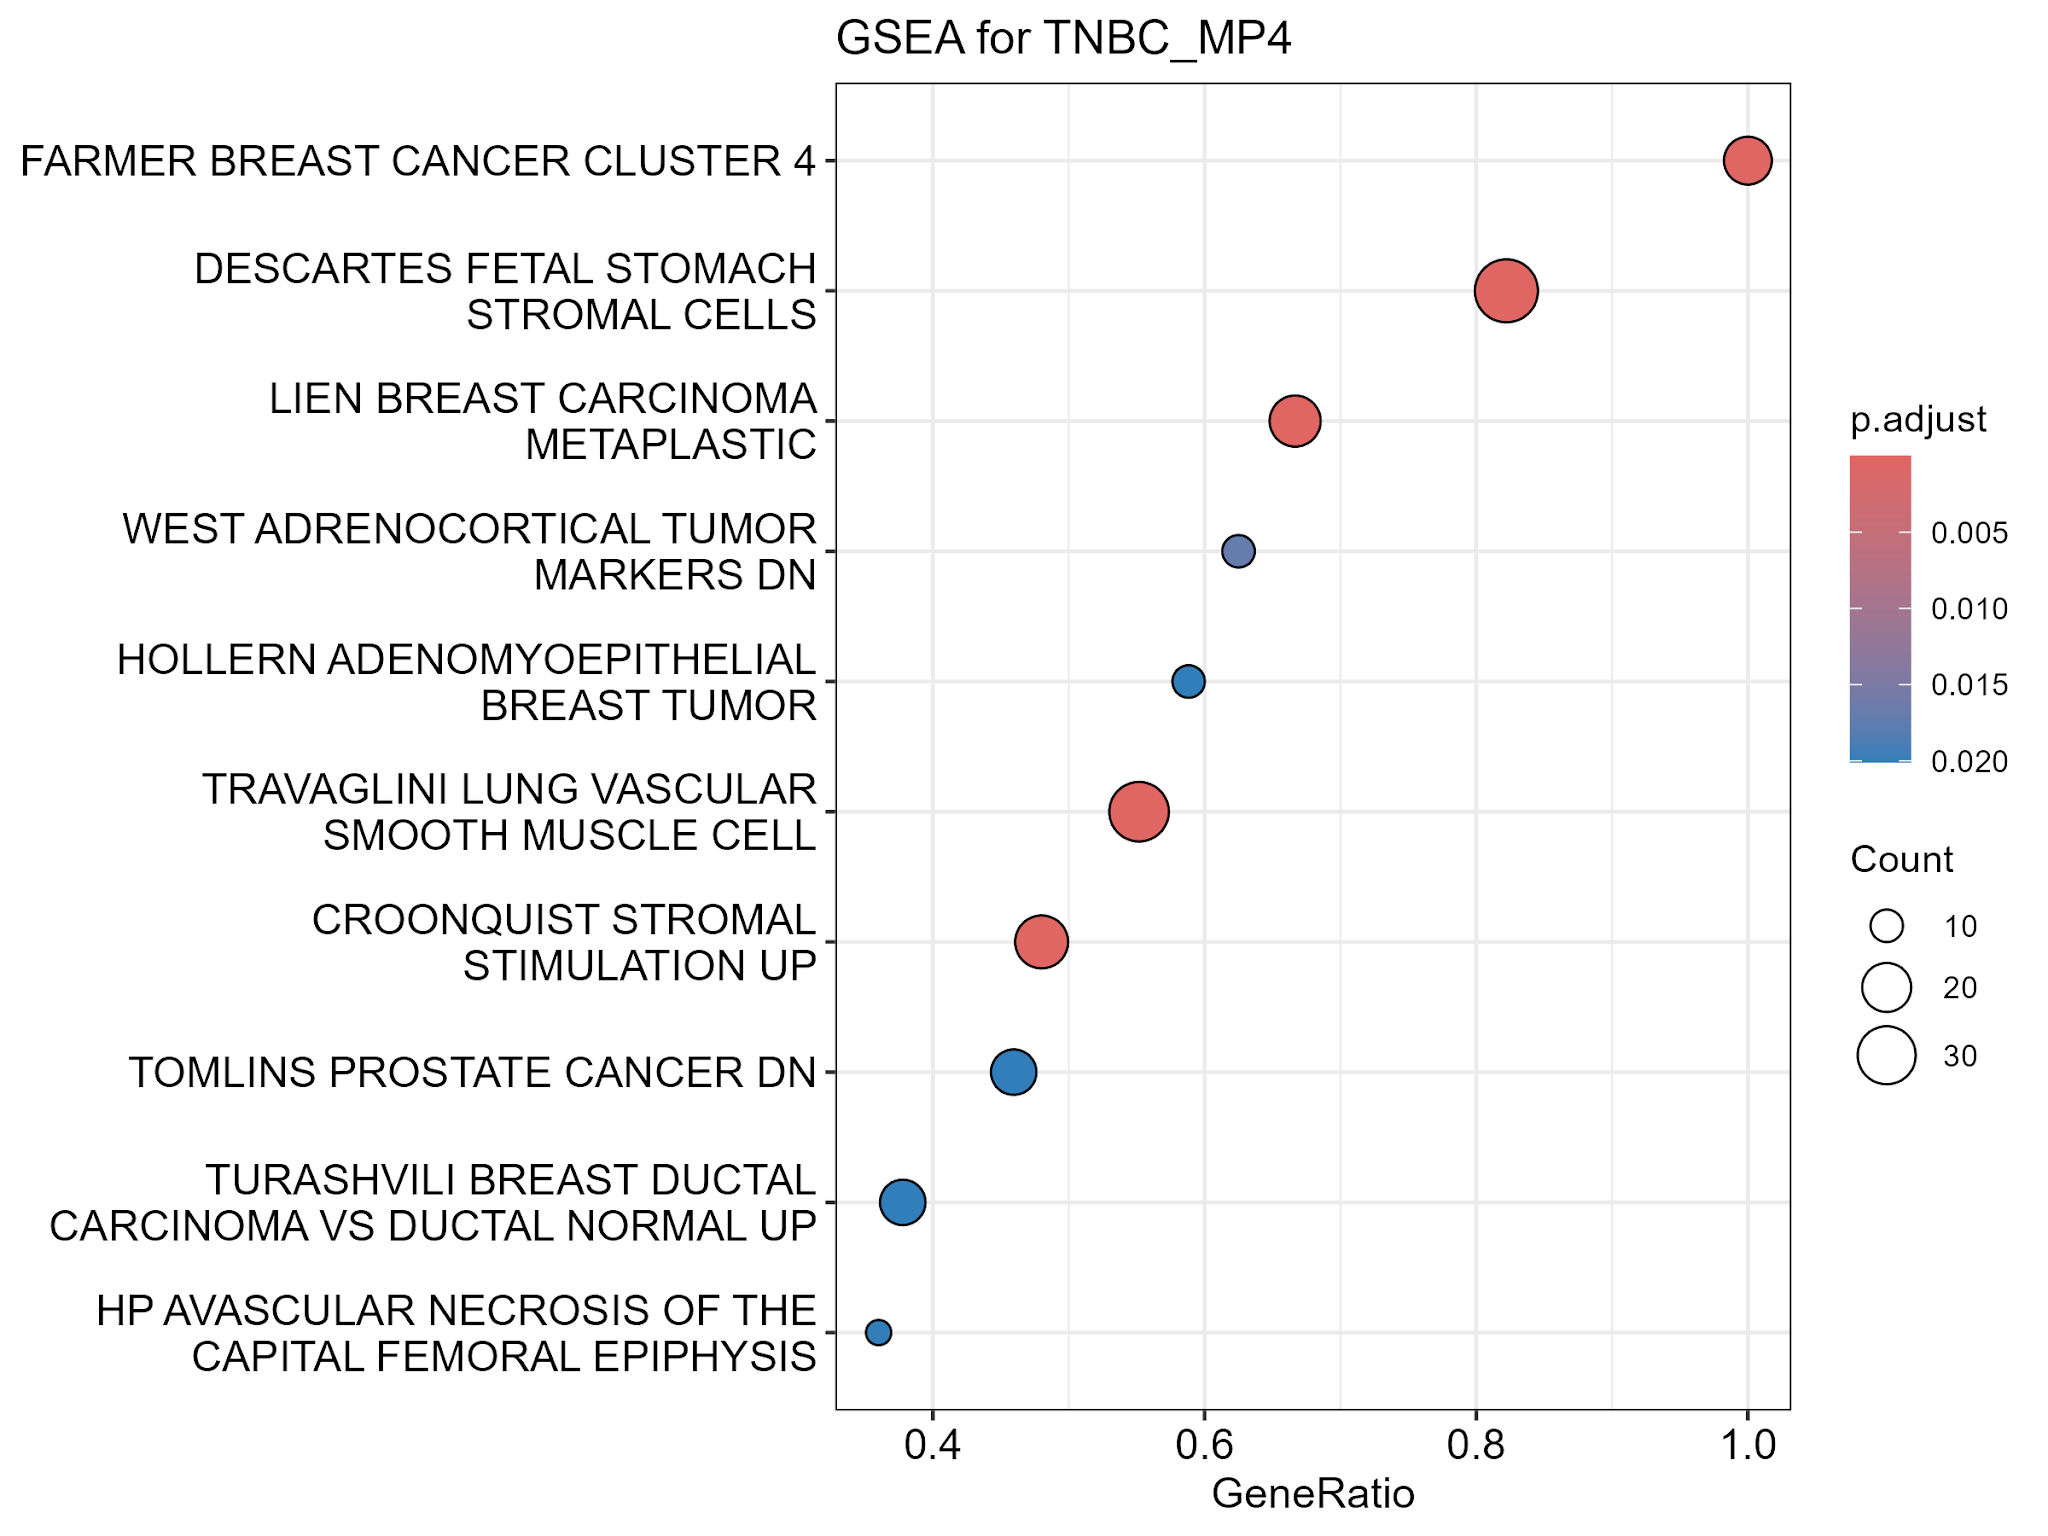 GSEA for TNBC_MP4
FARMER BREAST CANCER CLUSTER 4
DESCARTES FETAL STOMACH
STROMAL CELLS
LIEN BREAST CARCINOMA
METAPLASTIC
WEST ADRENOCORTICAL TUMOR
MARKERS DN
HOLLERN ADENOMYOEPITHELIAL
BREAST TUMOR
TRAVAGLINI LUNG VASCULAR
SMOOTH MUSCLE CELL
CROONQUIST STROMAL
STIMULATION UP
TOMLINS PROSTATE CANCER DN
TURASHVILI BREAST DUCTAL
CARCINOMA VS DUCTAL NORMAL UP
HP AVASCULAR NECROSIS OF THE
CAPITAL FEMORAL EPIPHYSIS
0.4 0.6 0.8 1.0
GeneRatio
p.adjust
0.005
0.010
0.015
0.020
Count
10
20
30